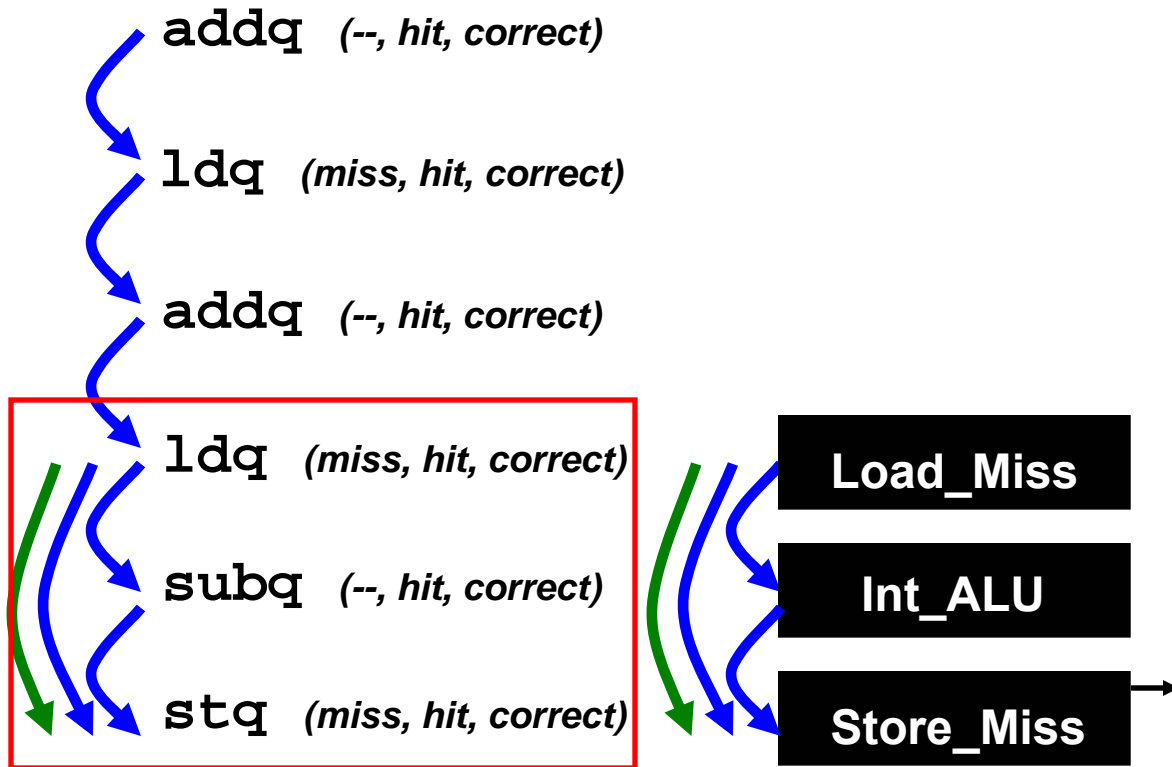 addq (--, hit, correct)
ldq (miss, hit, correct)
addq (--, hit, correct)
ldq (miss, hit, correct)
Load_Miss
subq (--, hit, correct)
Int_ALU
stq (miss, hit, correct)
Store_Miss